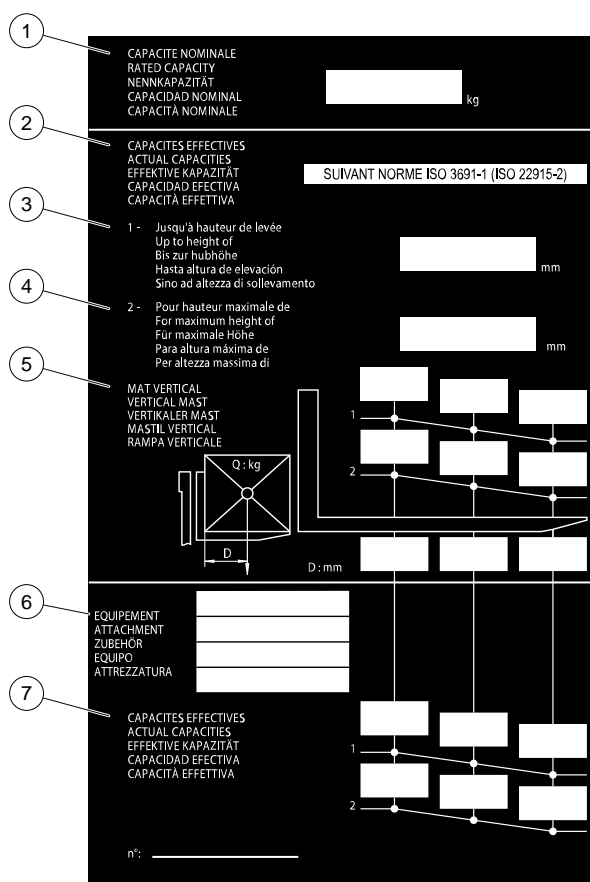 1
CAPACITE NOMINALE
RATED CAPACITY
NENNKAPAZITÄT
CAPACIDAD NOMINAL
CAPACITÀ NOMINALE
kg
2
CAPACITES EFFECTIVES
ACTUAL CAPACITIES
EFFEKTIVE KAPAZITÄT
CAPACIDAD EFECTIVA
CAPACITÀ EFFETTIVA
SUIVANT NORME ISO 3691-1 (ISO 22915-2)
3
1 - Jusqu'à hauteur de levée
Up to height of
Bis zur hubhöhe
Hasta altura de elevación
Sino ad altezza di sollevamento
mm
4
2 - Pour hauteur maximale de
For maximum height of
Für maximale Höhe
Para altura máxima de
Per altezza massima di
mm
5
MAT VERTICAL
VERTICAL MAST
VERTIKALER MAST
MASTIL VERTICAL
RAMPA VERTICALE
1
2
Q : kg
D
D : mm
6
EQUIPEMENT
ATTACHMENT
ZUBEHÖR
EQUIPO
ATTREZZATURA
7
CAPACITES EFFECTIVES
ACTUAL CAPACITIES
EFFEKTIVE KAPAZITÄT
CAPACIDAD EFECTIVA
CAPACITÀ EFFETTIVA
1
2
n°: